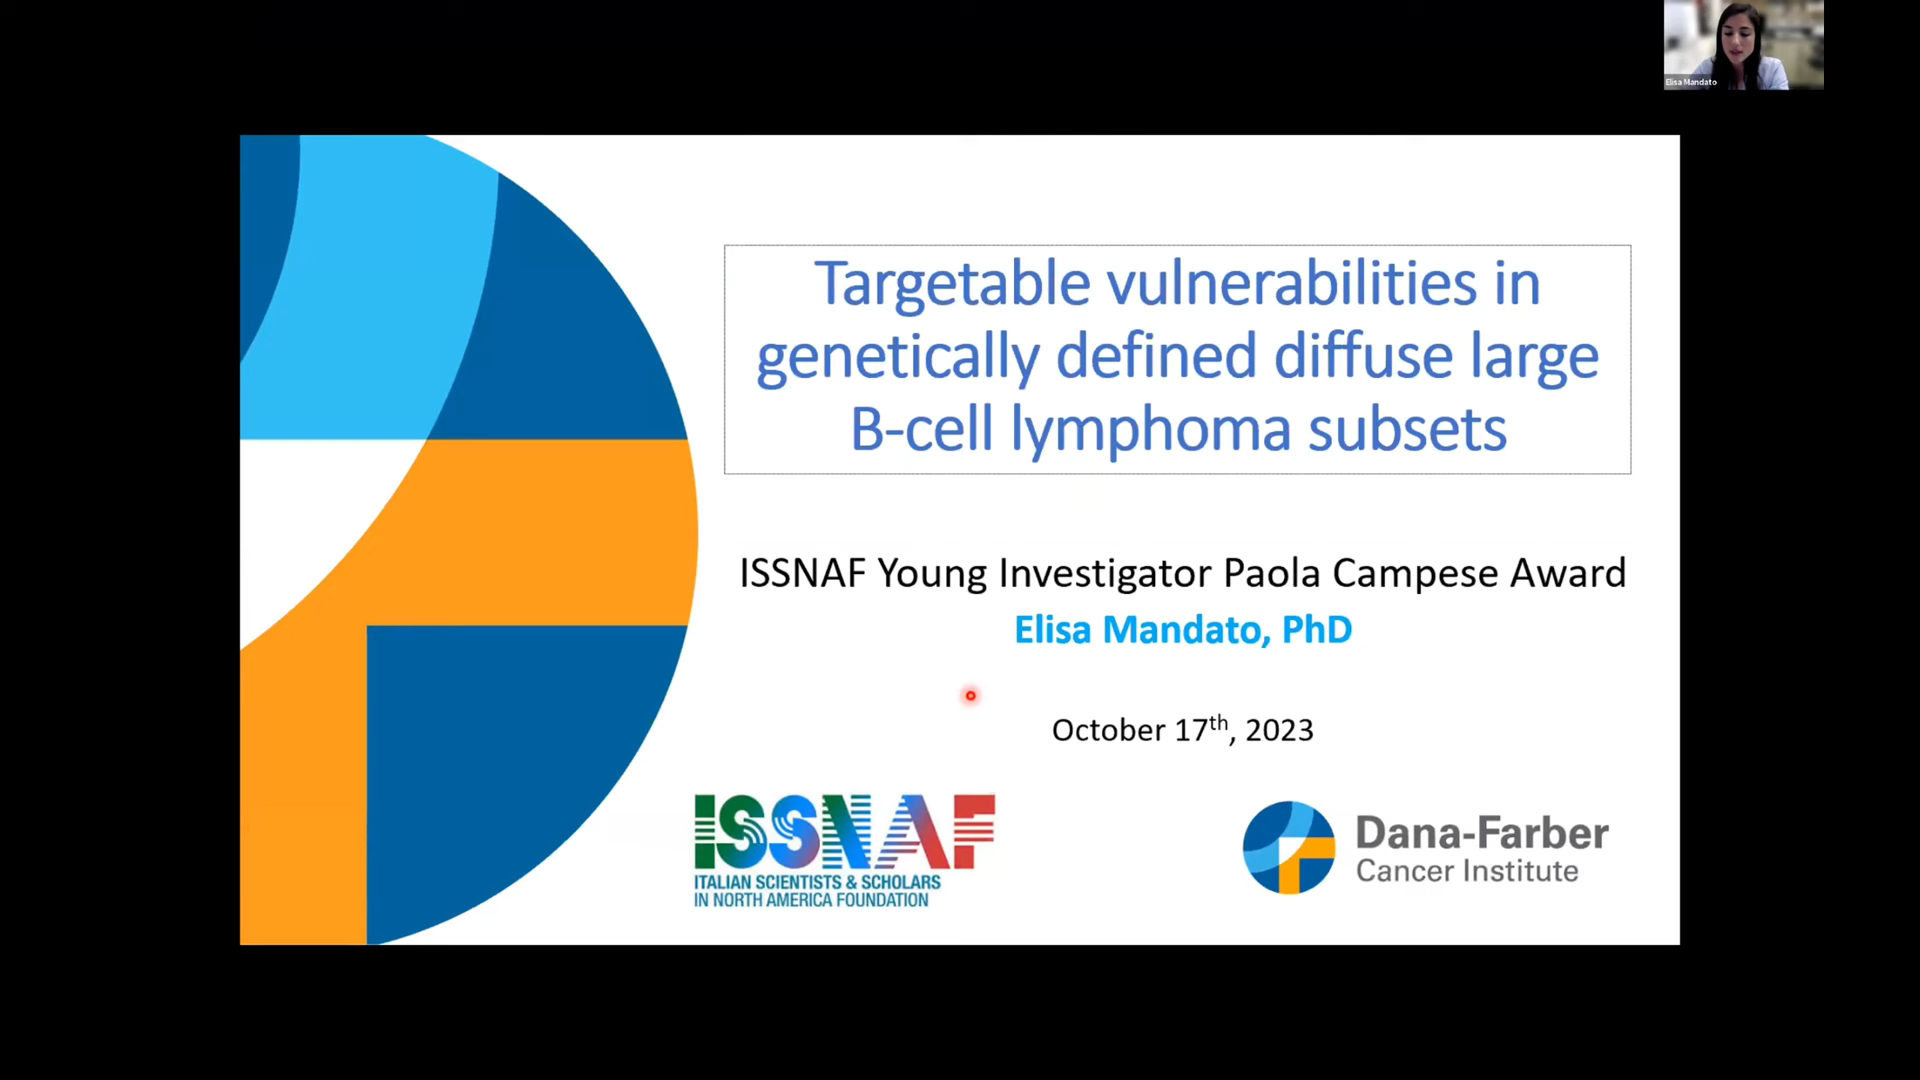 Elisa Mandato
Targetable vulnerabilities in
genetically defined diffuse large
B-cell lymphoma subsets
ISSNAF Young Investigator Paola Campese Award
Elisa Mandato, PhD
October 17th, 2023
ISSNAF
ITALIAN SCIENTISTS & SCHOLARS
IN NORTH AMERICA FOUNDATION
Dana-Farber
Cancer Institute